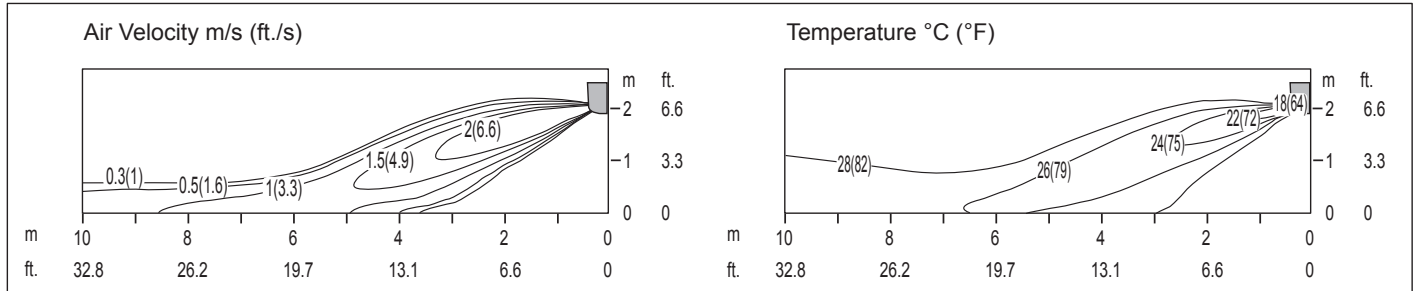 Air Velocity m/s (ft./s)
0.3(1)
0.5(1.6)
1(3.3)
1.5(4.9)
2(6.6)
m ft.
2 6.6
1 3.3
0 0
m 10 8 6 4 2 0
ft. 32.8 26.2 19.7 13.1 6.6 0
Temperature °C (°F)
28(82)
26(79)
24(75)
22(72)
18(64)
m ft.
2 6.6
1 3.3
0 0
m 10 8 6 4 2 0
ft. 32.8 26.2 19.7 13.1 6.6 0